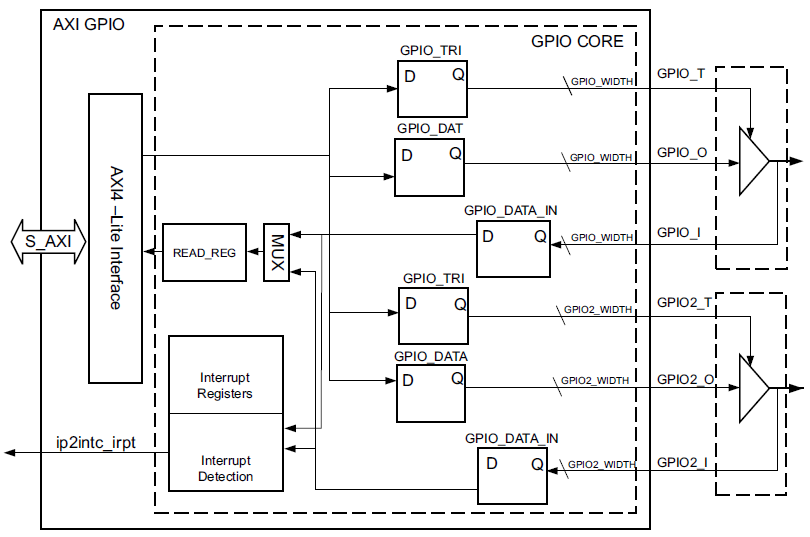 AXI GPIO
GPIO CORE
GPIO_TRI
D Q
GPIO_WIDTH
GPIO_T
GPIO_DAT
D Q
GPIO_WIDTH
GPIO_O
AXI4 –Lite Interface
S_AXI
READ_REG
MUX
GPIO_DATA_IN
D Q
GPIO_WIDTH
GPIO_I
GPIO_TRI
D Q
GPIO2_WIDTH
GPIO2_T
GPIO_DATA
D Q
GPIO2_WIDTH
GPIO2_O
Interrupt
Registers
Interrupt
Detection
ip2intc_irpt
GPIO_DATA_IN
D Q
GPIO2_WIDTH
GPIO2_I